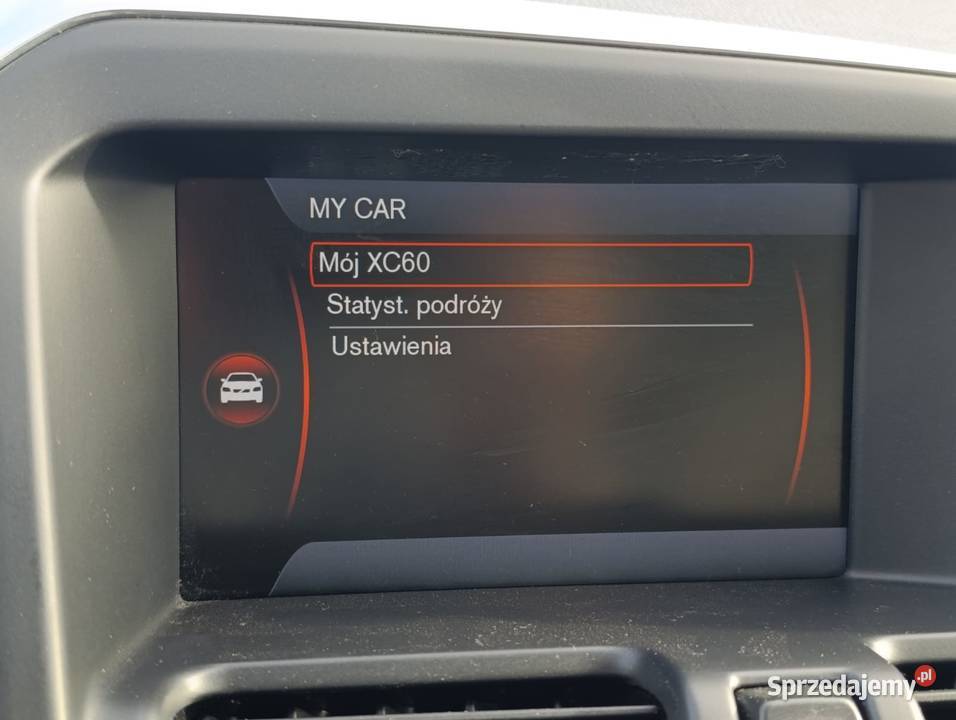 MY CAR
Mój XC60
Statyst. podróży
Ustawienia
Sprzedajemy.pl